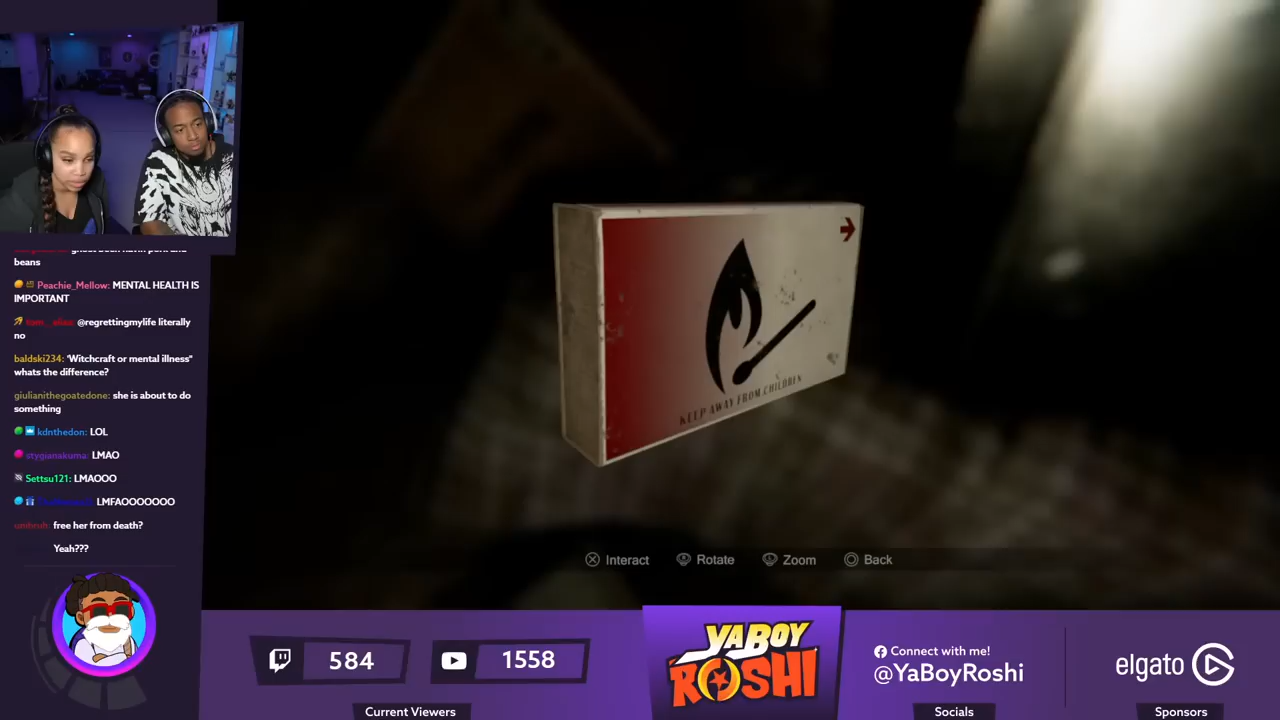 beans
Peachie_Mellow: MENTAL HEALTH IS
IMPORTANT
@regrettingmylife literally
no
baldski234: "Witchcraft or mental illness"
whats the difference?
giulianithegoatedone: she is about to do
something
kdnthedon: LOL
stygianakuma: LMAO
Settsu121: LMAOOO
LMFAOOOOOOO
umbruh: free her from death?
Yeah???
KEEP AWAY FROM CHILDREN
Interact
Rotate
Zoom
Back
584
1558
Current Viewers
YABOY
ROSHI
Connect with me!
@YaBoyRoshi
Socials
elgato
Sponsors